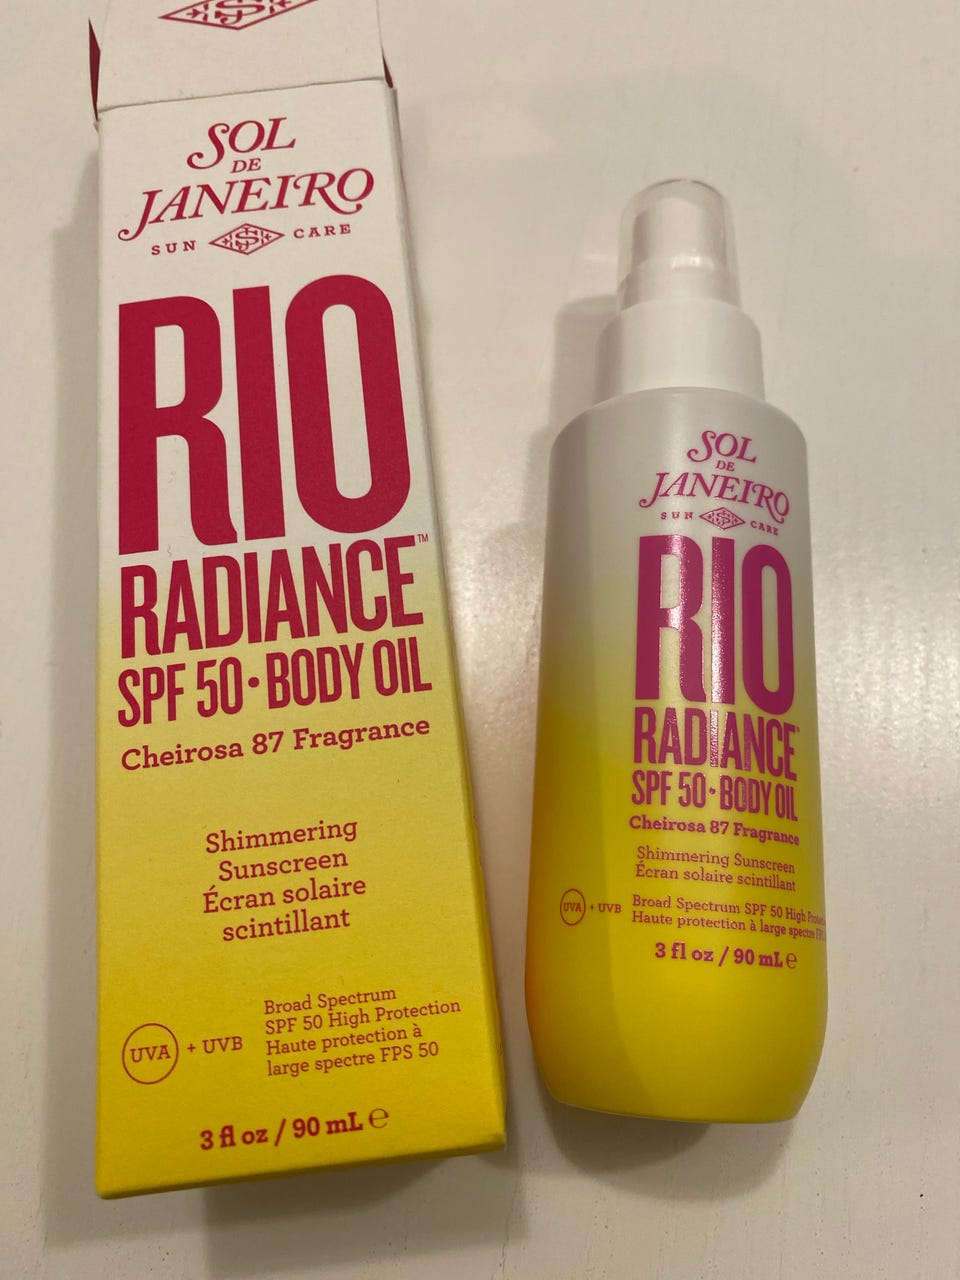 SOL
DE
JANEIRO
SUN CARE
RIO
RADIANCE™
SPF 50 • BODY OIL
Cheirosa 87 Fragrance
Shimmering
Sunscreen
Écran solaire
scintillant
UVA + UVB
Broad Spectrum
SPF 50 High Protection
Haute protection à
large spectre FPS 50
3 fl oz / 90 mL ℮
SOL
DE
JANEIRO
SUN CARE
RIO
RADIANCE™
SPF 50 • BODY OIL
Cheirosa 87 Fragrance
Shimmering Sunscreen
Écran solaire scintillant
UVA + UVB
Broad Spectrum SPF 50 High
Haute protection à large spectre
3 fl oz / 90 mL ℮